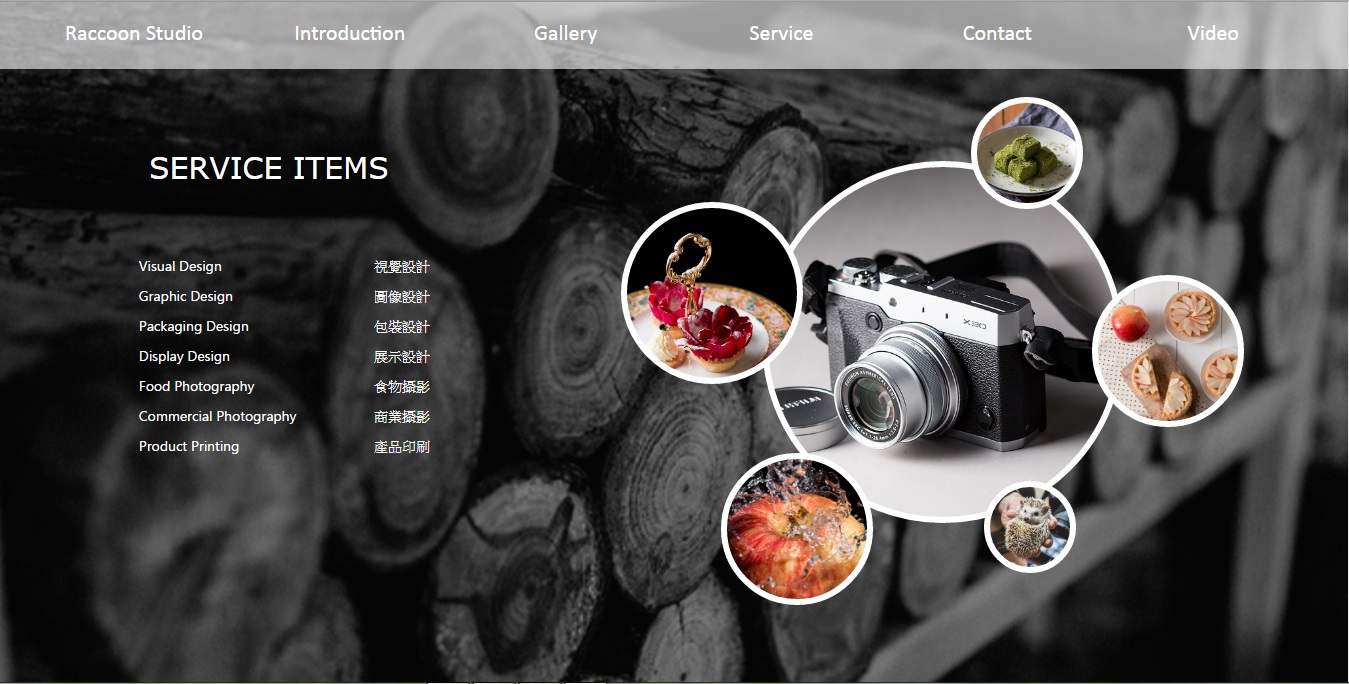 Raccoon Studio Introduction Gallery Service Contact Video
SERVICE ITEMS
Visual Design 視覺設計
Graphic Design 圖像設計
Packaging Design 包裝設計
Display Design 展示設計
Food Photography 食物攝影
Commercial Photography 商業攝影
Product Printing 產品印刷
X30